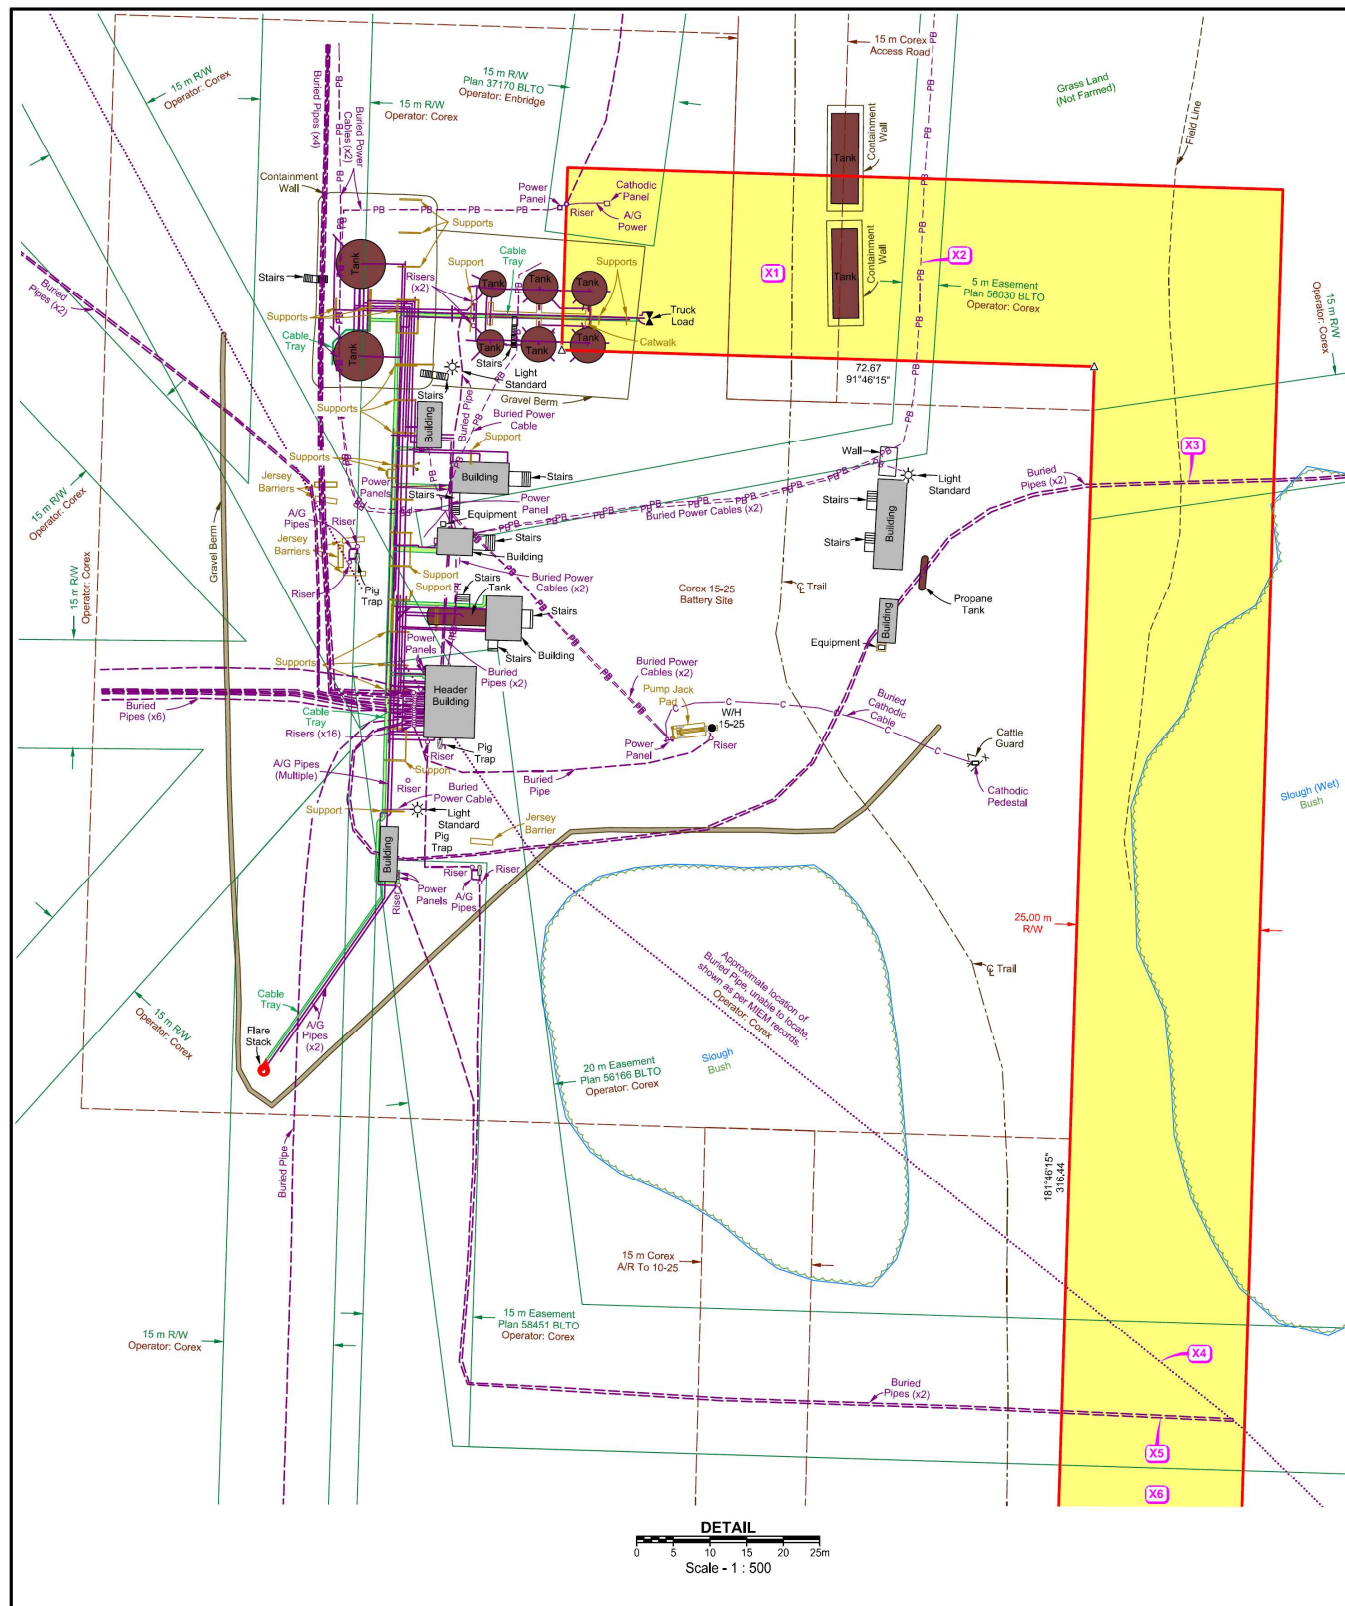 15 m Corex
Access Road
15 m R/W
Operator: Corex
15 m R/W
Plan 37170 BLTO
Operator: Enbridge
15 m R/W
Operator: Corex
Buried Pipes (x4)
Buried Power
Cables (x2)
Grass Land
(Not Farmed)
Field Line
Containment
Wall
Tank
Containment
Wall
Power
Panel
Cathodic
Panel
Riser
A/G
Power
Supports
Stairs
Tank
Risers
(x2)
Support
Cable
Tray
Supports
Tank
Tank
Tank
Tank
Containment
Wall
X1
X2
5 m Easement
Plan 56030 BLTO
Operator: Corex
15 m R/W
Operator: Corex
Buried
Pipes (x2)
Supports
Truck
Load
Cable
Tray
Tank
Tank
Tank
Tank
Catwalk
Stairs
Light
Standard
Stairs
72.67
91°46'15"
Gravel Berm
Supports
Building
Buried Pipe
Buried Power
Cable
Support
Wall
X3
Supports
Jersey
Barriers
Power
Panels
Building
Stairs
Stairs
Power
Panel
Light
Standard
Buried
Pipes (x2)
15 m R/W
Operator: Corex
A/G
Pipes
Riser
Equipment
Buried Power Cables (x2)
Stairs
Building
Gravel Berm
Jersey
Barriers
Stairs
Building
Stairs
Support
Riser
Pig
Trap
Support
Stairs
Tank
Buried Power
Cables (x2)
Corex 15-25
Battery Site
℄ Trail
Propane
Tank
15 m R/W
Operator: Corex
Stairs
Building
Equipment
Power
Panels
Stairs
Building
Supports
Buried
Pipes (x2)
Header
Building
Buried Power
Cables (x2)
Pump Jack
Pad
W/H
15-25
Buried
Cathodic
Cable
Buried
Pipes (x6)
Cable
Tray
Risers (x16)
Riser
Pig
Trap
Power
Panel
Riser
Cattle
Guard
A/G Pipes
(Multiple)
Support
Riser
Buried
Power Cable
Buried
Pipe
Cathodic
Pedestal
Slough (Wet)
Bush
Support
Light
Standard
Pig
Trap
Jersey
Barrier
Building
Riser
Riser
Power
Panels
A/G
Pipes
Riser
25.00 m
R/W
Approximate location of
Buried Pipe, unable to locate,
shown as per MIEM records.
Operator: Corex
℄ Trail
Cable
Tray
15 m R/W
Operator: Corex
Flare
Stack
A/G
Pipes
(x2)
Slough
Bush
20 m Easement
Plan 56166 BLTO
Operator: Corex
Buried Pipe
181°46'15"
316.44
15 m Corex
A/R To 10-25
15 m R/W
Operator: Corex
15 m Easement
Plan 58451 BLTO
Operator: Corex
X4
Buried
Pipes (x2)
X5
X6
DETAIL
0 5 10 15 20 25m
Scale - 1 : 500